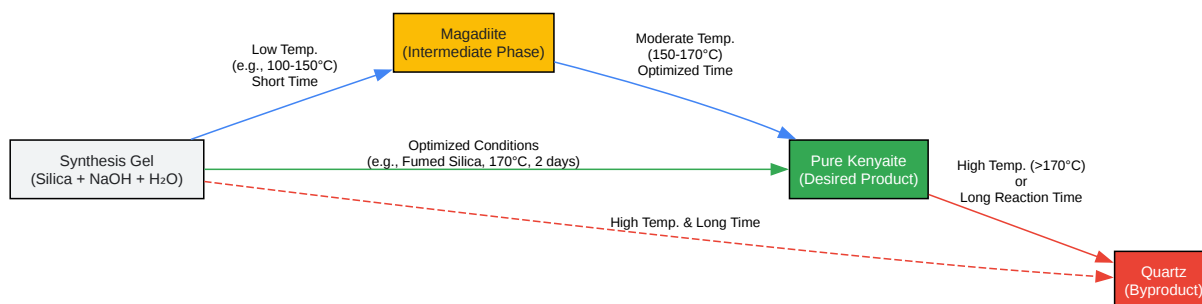 Magadiite
(Intermediate Phase)
Low Temp.
(e.g., 100-150°C)
Short Time
Moderate Temp.
(150-170°C)
Optimized Time
Synthesis Gel
(Silica + NaOH + H₂O)
Optimized Conditions
(e.g., Fumed Silica, 170°C, 2 days)
Pure Kenyaite
(Desired Product)
High Temp. (>170°C)
or
Long Reaction Time
High Temp. & Long Time
Quartz
(Byproduct)